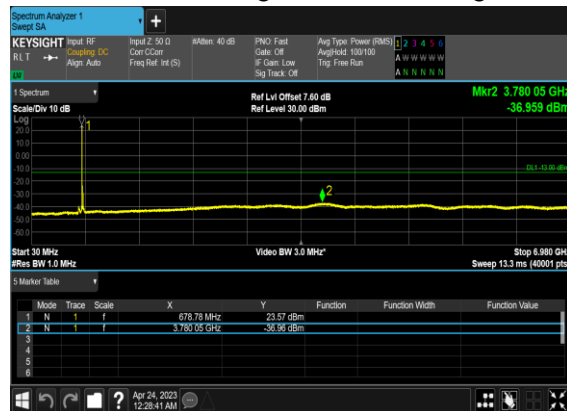 Spectrum Analyzer 1
Swept SA
+
KEYSIGHT Input: RF Input Z: 50 Ω #Atten: 40 dB PNO: Fast Avg Type: Power (RMS) 1 2 3 4 5 6
RLT Coupling: DC Corr CCorr Gate: Off Avg|Hold: 100/100 A W W W W W
Align: Auto Freq Ref: Int (S) IF Gain: Low Trig: Free Run
Sig Track: Off A N N N N N
1 Spectrum Ref Lvl Offset 7.60 dB Mkr2 3.780 05 GHz
Scale/Div 10 dB Ref Level 30.00 dBm -36.959 dBm
Log
20.0
10.0
0.00
-10.0
-20.0
-30.0
-40.0
-50.0
-60.0
1
DL1 -13.00 dBm
2
Start 30 MHz Video BW 3.0 MHz* Stop 6.980 GHz
#Res BW 1.0 MHz Sweep 13.3 ms (40001 pts)
5 Marker Table
Mode Trace Scale X Y Function Function Width Function Value
1 N 1 f 678.78 MHz 23.57 dBm
2 N 1 f 3.780 05 GHz -36.96 dBm
3
4
5
6
? Apr 24, 2023
12:28:41 AM